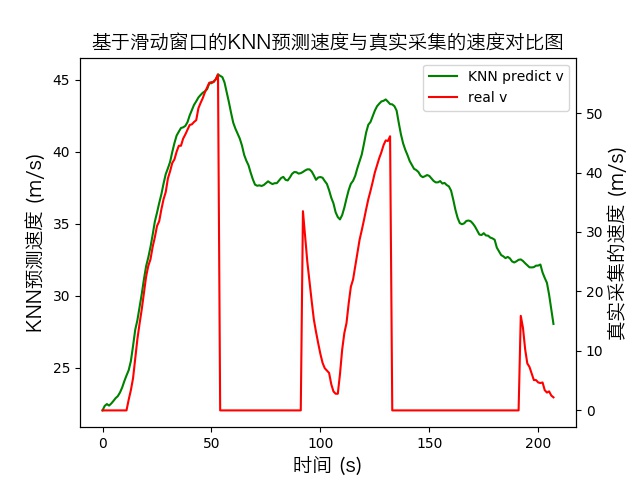 基于滑动窗口的KNN预测速度与真实采集的速度对比图
KNN predict v
real v
KNN预测速度 (m/s)
45
40
35
30
25
真实采集的速度 (m/s)
50
40
30
20
10
0
0 50 100 150 200
时间 (s)